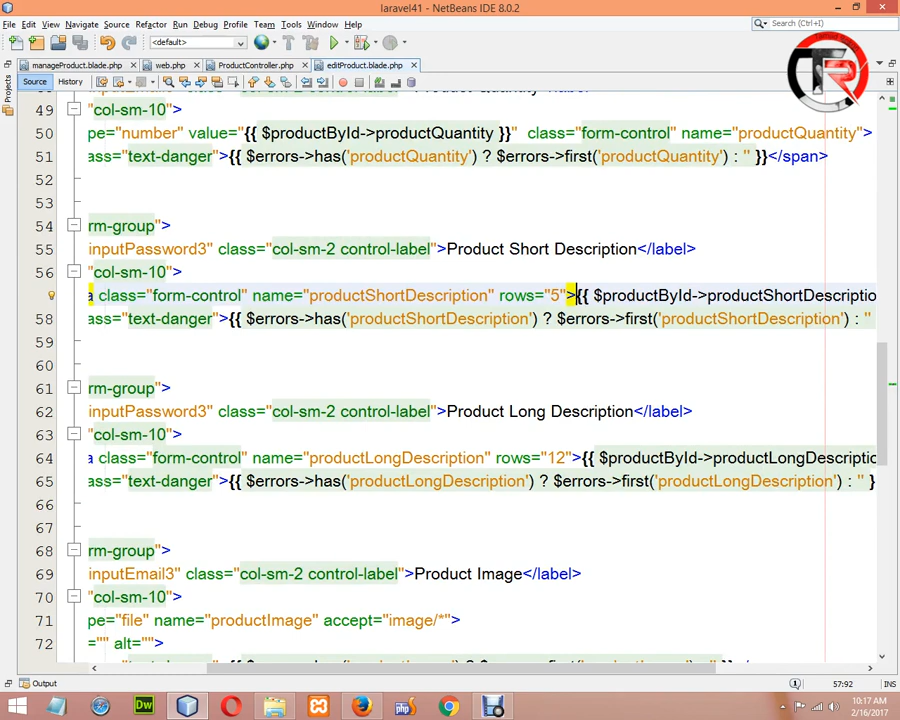 laravel41 - NetBeans IDE 8.0.2
File Edit View Navigate Source Refactor Run Debug Profile Team Tools Window Help
Search (Ctrl+I)
<default>
manageProduct.blade.php web.php ProductController.php editProduct.blade.php
Source History
Projects
49 "col-sm-10">
50 pe="number" value="{{ $productById->productQuantity }}" class="form-control" name="productQuantity">
51 ass="text-danger">{{ $errors->has('productQuantity') ? $errors->first('productQuantity') : '' }}</span>
52
53
54 rm-group">
55 inputPassword3" class="col-sm-2 control-label">Product Short Description</label>
56 "col-sm-10">
a class="form-control" name="productShortDescription" rows="5">{{ $productById->productShortDescriptio
58 ass="text-danger">{{ $errors->has('productShortDescription') ? $errors->first('productShortDescription') : ''
59
60
61 rm-group">
62 inputPassword3" class="col-sm-2 control-label">Product Long Description</label>
63 "col-sm-10">
64 a class="form-control" name="productLongDescription" rows="12">{{ $productById->productLongDescriptic
65 ass="text-danger">{{ $errors->has('productLongDescription') ? $errors->first('productLongDescription') : '' }
66
67
68 rm-group">
69 inputEmail3" class="col-sm-2 control-label">Product Image</label>
70 "col-sm-10">
71 pe="file" name="productImage" accept="image/*">
72 ="" alt="">
Output
57:92 INS
10:17 AM
2/16/2017